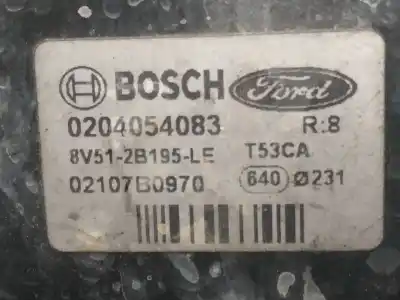 BOSCH Ford
0204054083 R:8
8V51-2B195-LE T53CA
02107B0970 640 Ø231